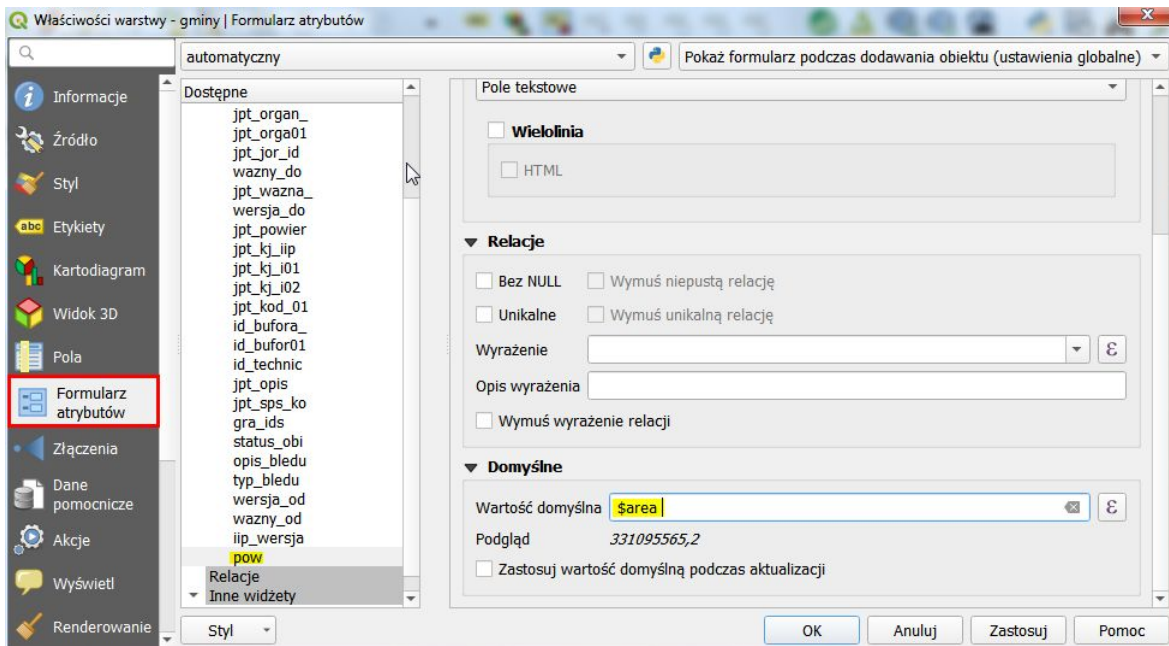 Właściwości warstwy - gminy | Formularz atrybutów
automatyczny
Pokaż formularz podczas dodawania obiektu (ustawienia globalne)
Informacje
Źródło
Styl
abc Etykiety
Kartodiagram
Widok 3D
Pola
Formularz
atrybutów
Złączenia
Dane
pomocnicze
Akcje
Wyświetl
Renderowanie
Dostępne
jpt_organ_
jpt_orga01
jpt_jor_id
wazny_do
jpt_wazna_
wersja_do
jpt_powier
jpt_kj_iip
jpt_kj_i01
jpt_kj_i02
jpt_kod_01
id_bufora_
id_bufor01
id_technic
jpt_opis
jpt_sps_ko
gra_ids
status_obi
opis_bledu
typ_bledu
wersja_od
wazny_od
iip_wersja
pow
Relacje
Inne widżety
Pole tekstowe
Wielolinia
HTML
Relacje
Bez NULL Wymuś niepustą relację
Unikalne Wymuś unikalną relację
Wyrażenie ε
Opis wyrażenia
Wymuś wyrażenie relacji
Domyślne
Wartość domyślna $area ε
Podgląd 331095565,2
Zastosuj wartość domyślną podczas aktualizacji
Styl OK Anuluj Zastosuj Pomoc